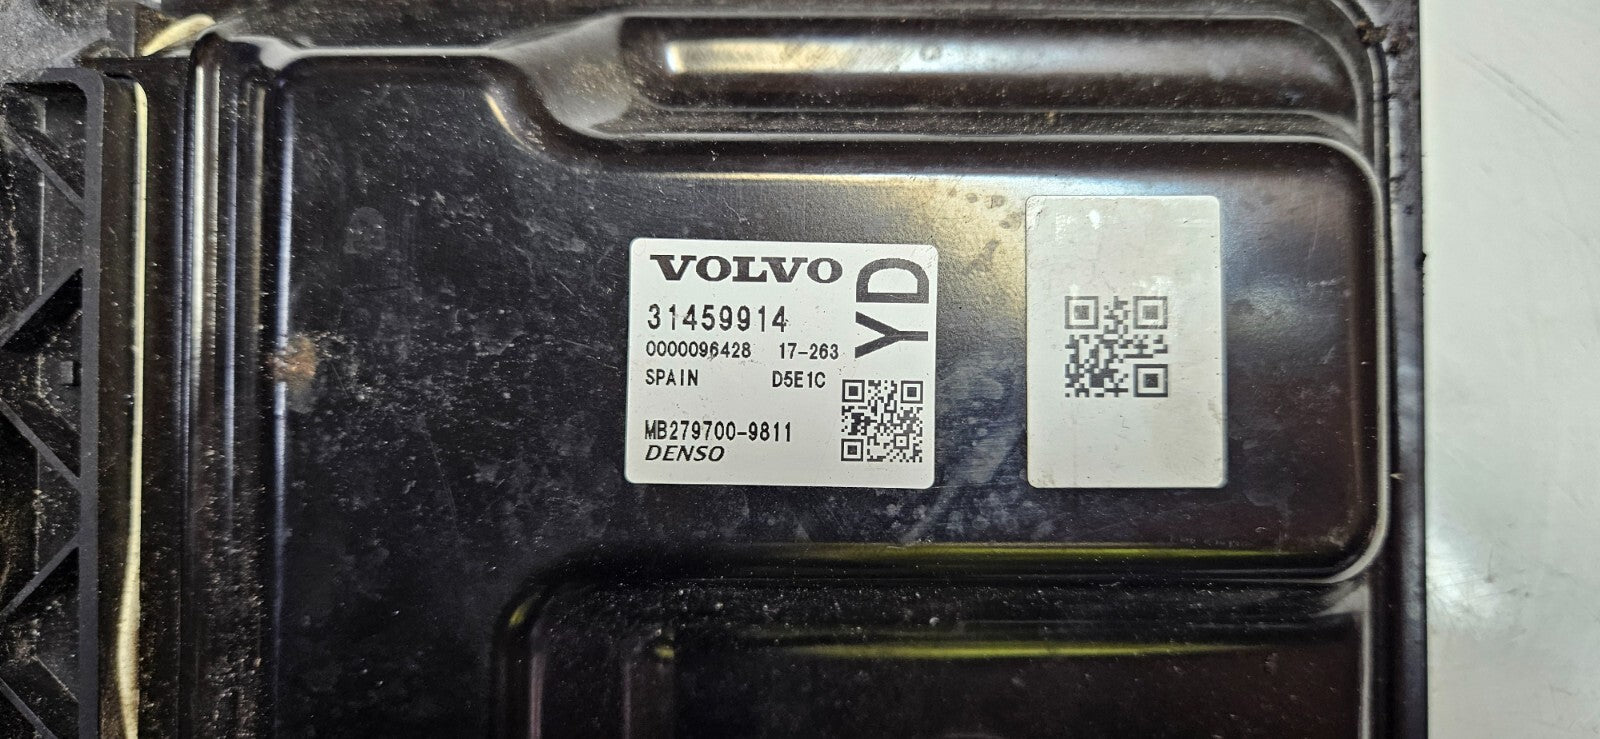 VOLVO
YD
31459914
0000096428 17-263
SPAIN D5E1C
MB279700-9811
DENSO